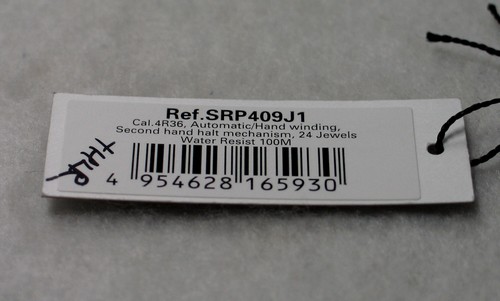 Ref.SRP409J1
Cal.4R36, Automatic/Hand winding,
Second hand halt mechanism, 24 Jewels
Water Resist 100M
4 954628 165930